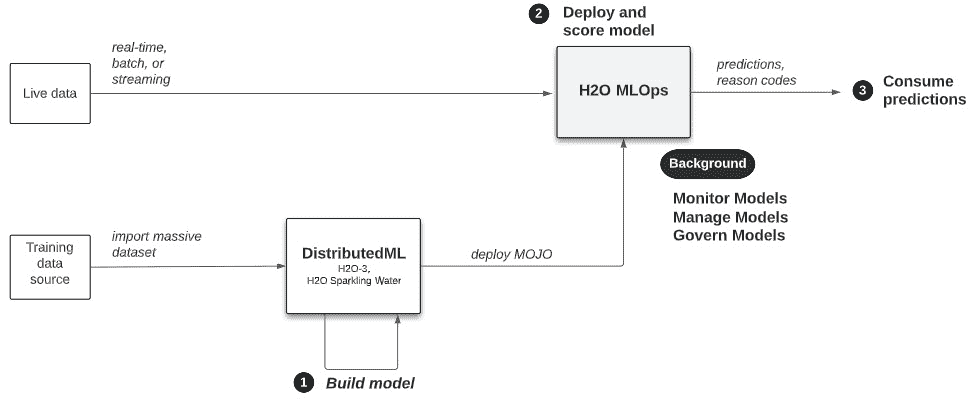 2
Deploy and
score model
real-time,
batch, or
streaming
Live data
H2O MLOps
predictions,
reason codes
3
Consume
predictions
Background
Monitor Models
Manage Models
Govern Models
Training
data
source
import massive
dataset
DistributedML
H2O-3,
H2O Sparkling Water
deploy MOJO
1
Build model